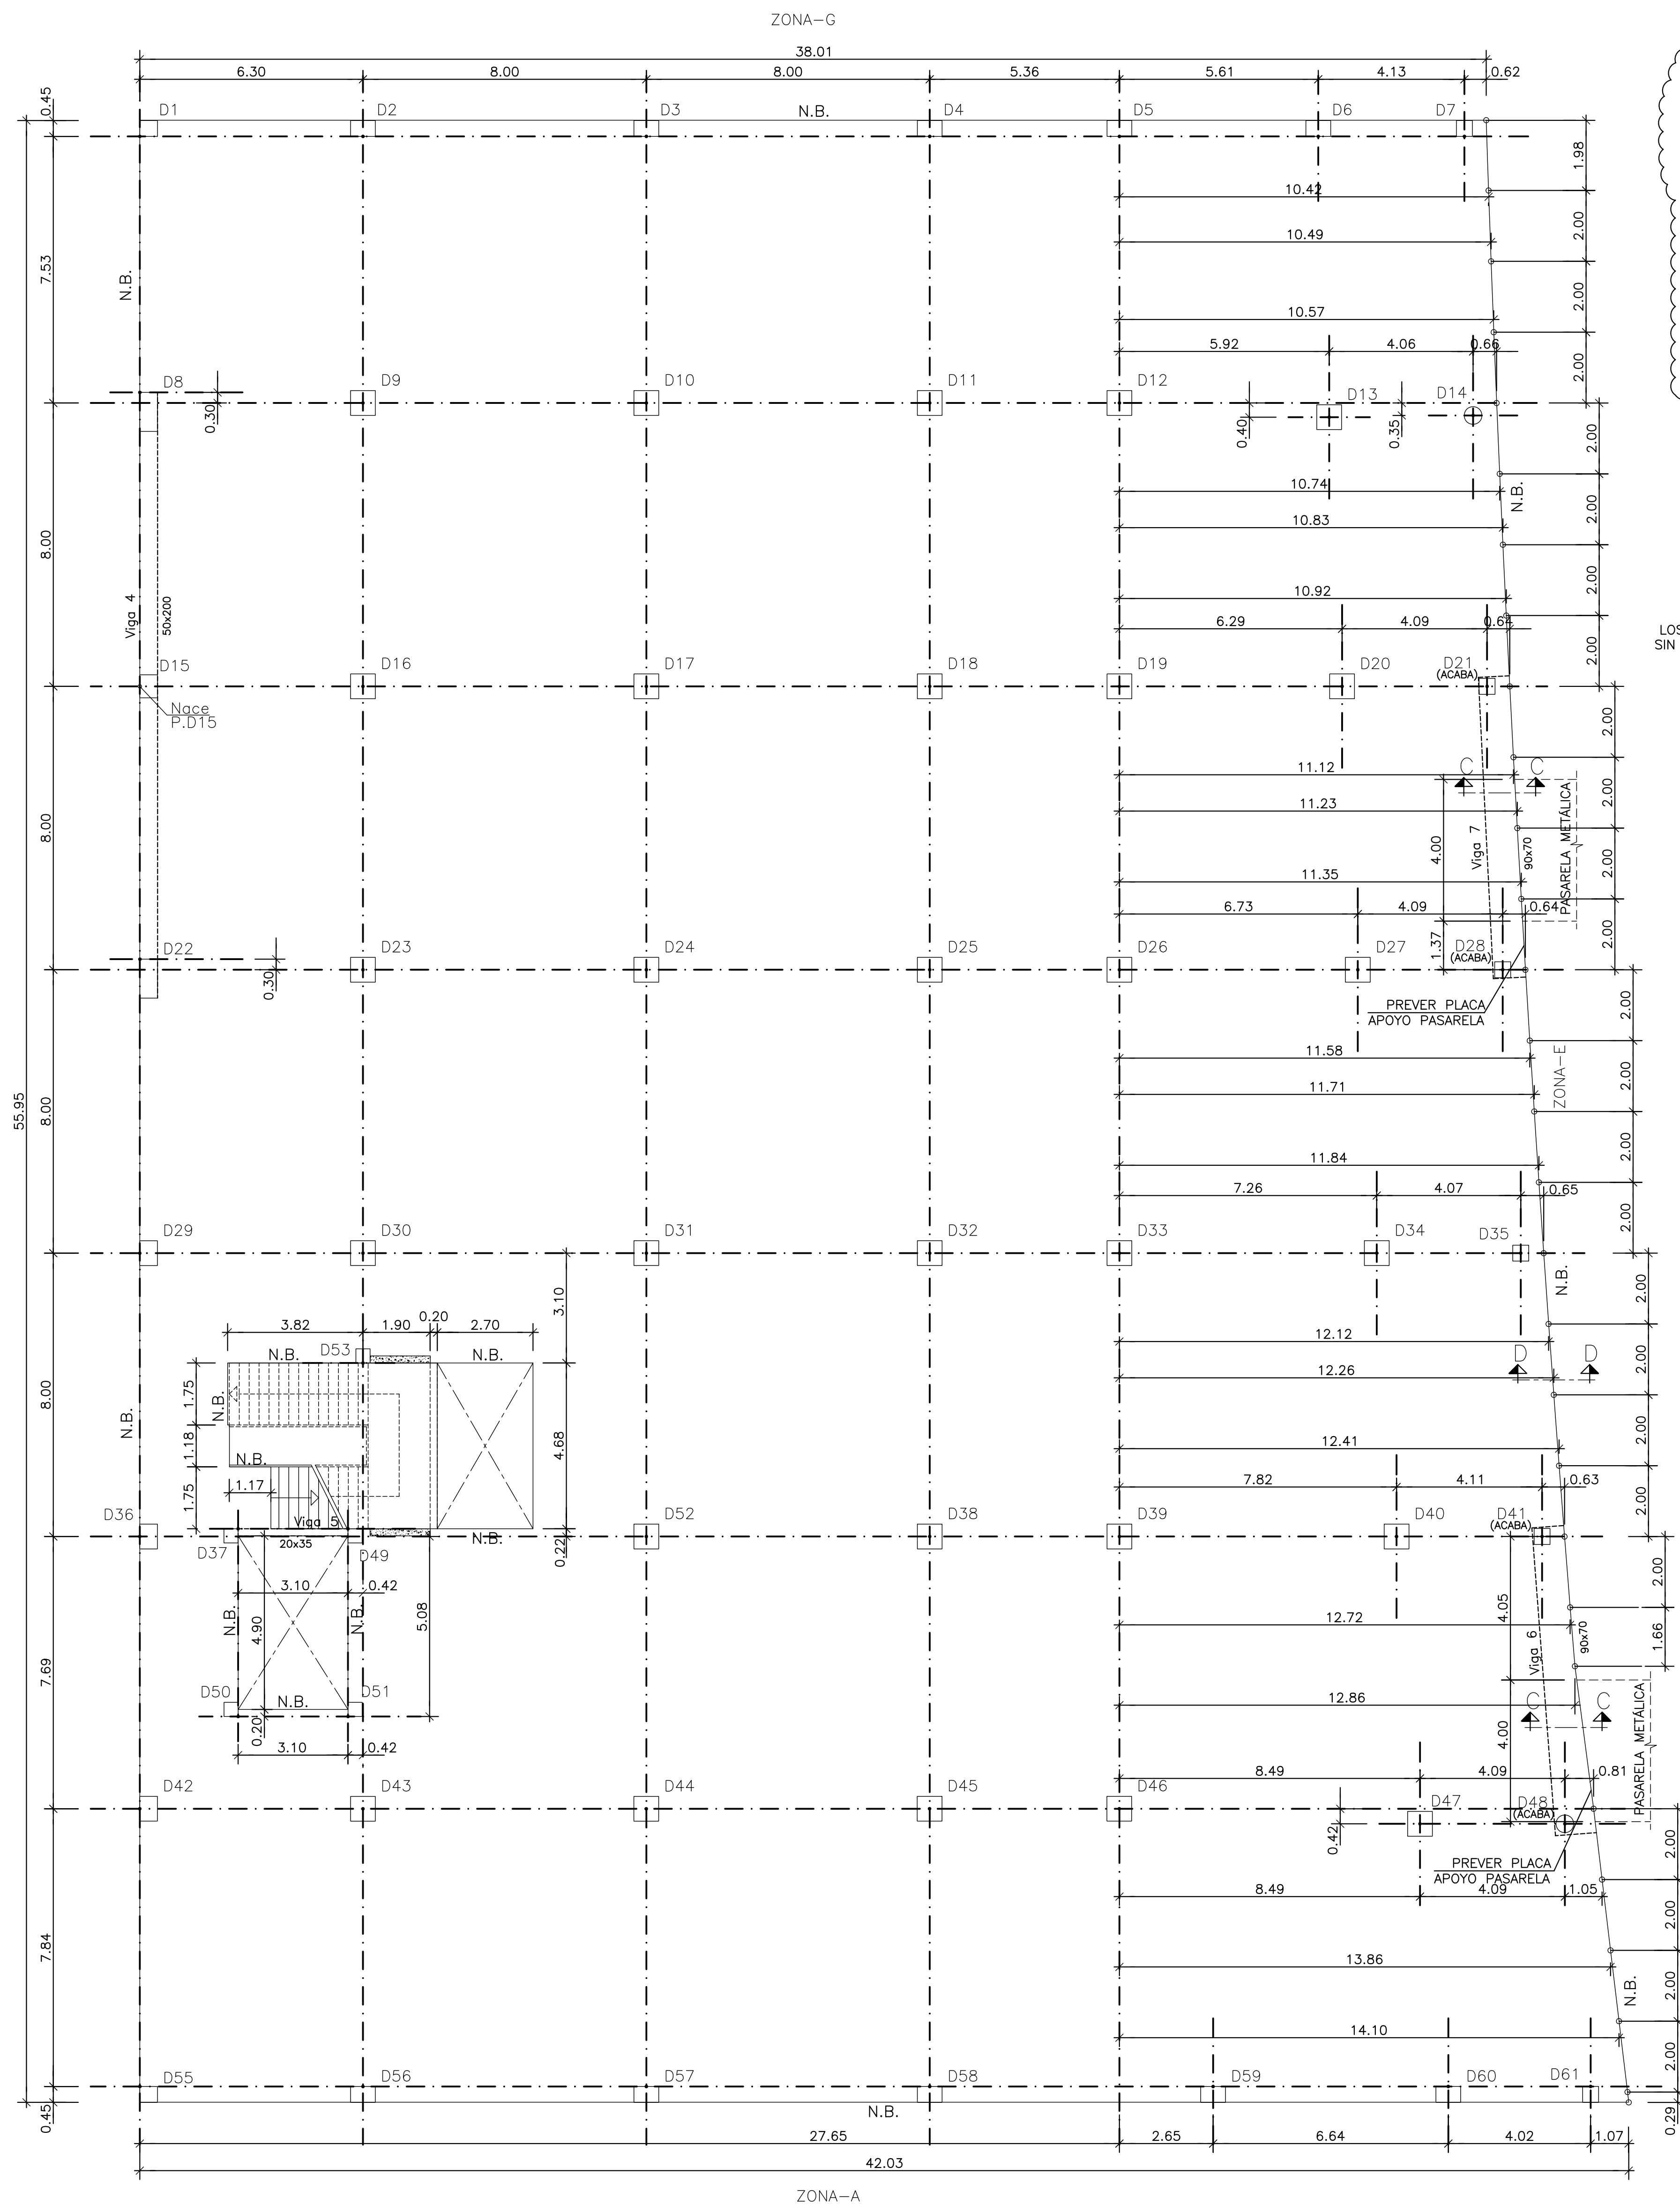 ZONA-G
38.01
6.30 8.00 8.00 5.36 5.61 4.13 0.62
0.45
D1 D2 D3 N.B. D4 D5 D6 D7
1.98
10.42
2.00
10.49
7.53
N.B.
2.00
10.57
5.92 4.06 0.66
2.00
D8 D9 D10 D11 D12 D13 D14
0.30
0.40
0.35
2.00
10.74
N.B.
10.83
2.00
8.00
10.92
2.00
Viga 4
50x200
6.29 4.09 0.64
LOS
SIN
2.00
D15 D16 D17 D18 D19 D20 D21
(ACABA)
Nace
P.D15
2.00
11.12
C C
11.23
2.00
8.00
4.00
Viga 7
90x70
PASARELA METÁLICA
11.35
2.00
6.73 4.09 0.64
1.37
2.00
D22 D23 D24 D25 D26 D27 D28
(ACABA)
0.30
PREVER PLACA
APOYO PASARELA
2.00
11.58
ZONA-E
11.71
2.00
55.95
8.00
11.84
2.00
7.26 4.07 0.65
2.00
D29 D30 D31 D32 D33 D34 D35
N.B.
2.00
3.10
0.20
3.82 1.90 2.70
12.12
N.B. D53 N.B.
D D
12.26
2.00
1.75
N.B.
N.B.
8.00
1.18
4.68
12.41
2.00
N.B.
1.17
1.75
7.82 4.11 0.63
2.00
D36 Viga 5 D52 D38 D39 D40 D41
(ACABA)
N.B.
D37 20x35 D49
0.22
2.00
3.10 0.42
N.B.
4.90
N.B.
5.08
12.72
4.05
Viga 6
90x70
1.66
7.69
D50 N.B. D51
0.20
12.86
C C
3.10 0.42
4.00
PASARELA METÁLICA
8.49 4.09 0.81
D42 D43 D44 D45 D46 D47 D48
(ACABA)
0.42
2.00
PREVER PLACA
APOYO PASARELA
8.49 4.09 1.05
2.00
7.84
13.86
N.B.
2.00
14.10
2.00
D55 D56 D57 D58 D59 D60 D61
0.45
N.B.
0.29
27.65 2.65 6.64 4.02 1.07
42.03
ZONA-A